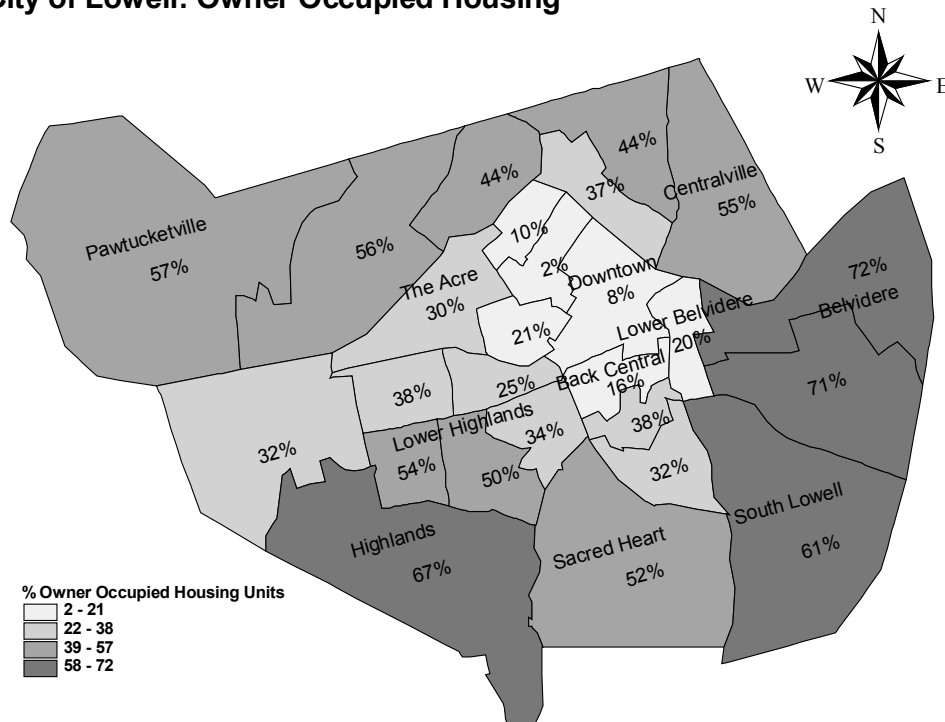 City of Lowell: Owner Occupied Housing
N
W E
S
44%
44%
37%
Centralville
55%
Pawtucketville
57%
56%
10%
2%
Downtown
8%
72%
Belvidere
The Acre
30%
Lower Belvidere
20%
21%
Back Central
16%
71%
38%
25%
Lower Highlands
34%
38%
32%
54%
50%
32%
South Lowell
61%
Highlands
67%
Sacred Heart
52%
% Owner Occupied Housing Units
2 - 21
22 - 38
39 - 57
58 - 72